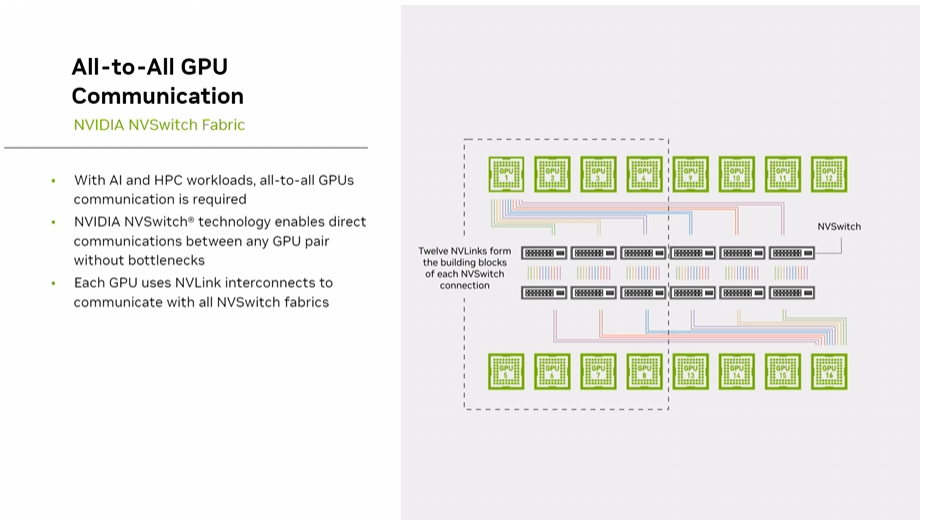 All-to-All GPU
Communication
NVIDIA NVSwitch Fabric
• With AI and HPC workloads, all-to-all GPUs
communication is required
• NVIDIA NVSwitch® technology enables direct
communications between any GPU pair
without bottlenecks
• Each GPU uses NVLink interconnects to
communicate with all NVSwitch fabrics
GPU 1
GPU 2
GPU 3
GPU 4
GPU 9
GPU 10
GPU 11
GPU 12
NVSwitch
Twelve NVLinks form
the building blocks
of each NVSwitch
connection
GPU 5
GPU 6
GPU 7
GPU 8
GPU 13
GPU 14
GPU 15
GPU 16